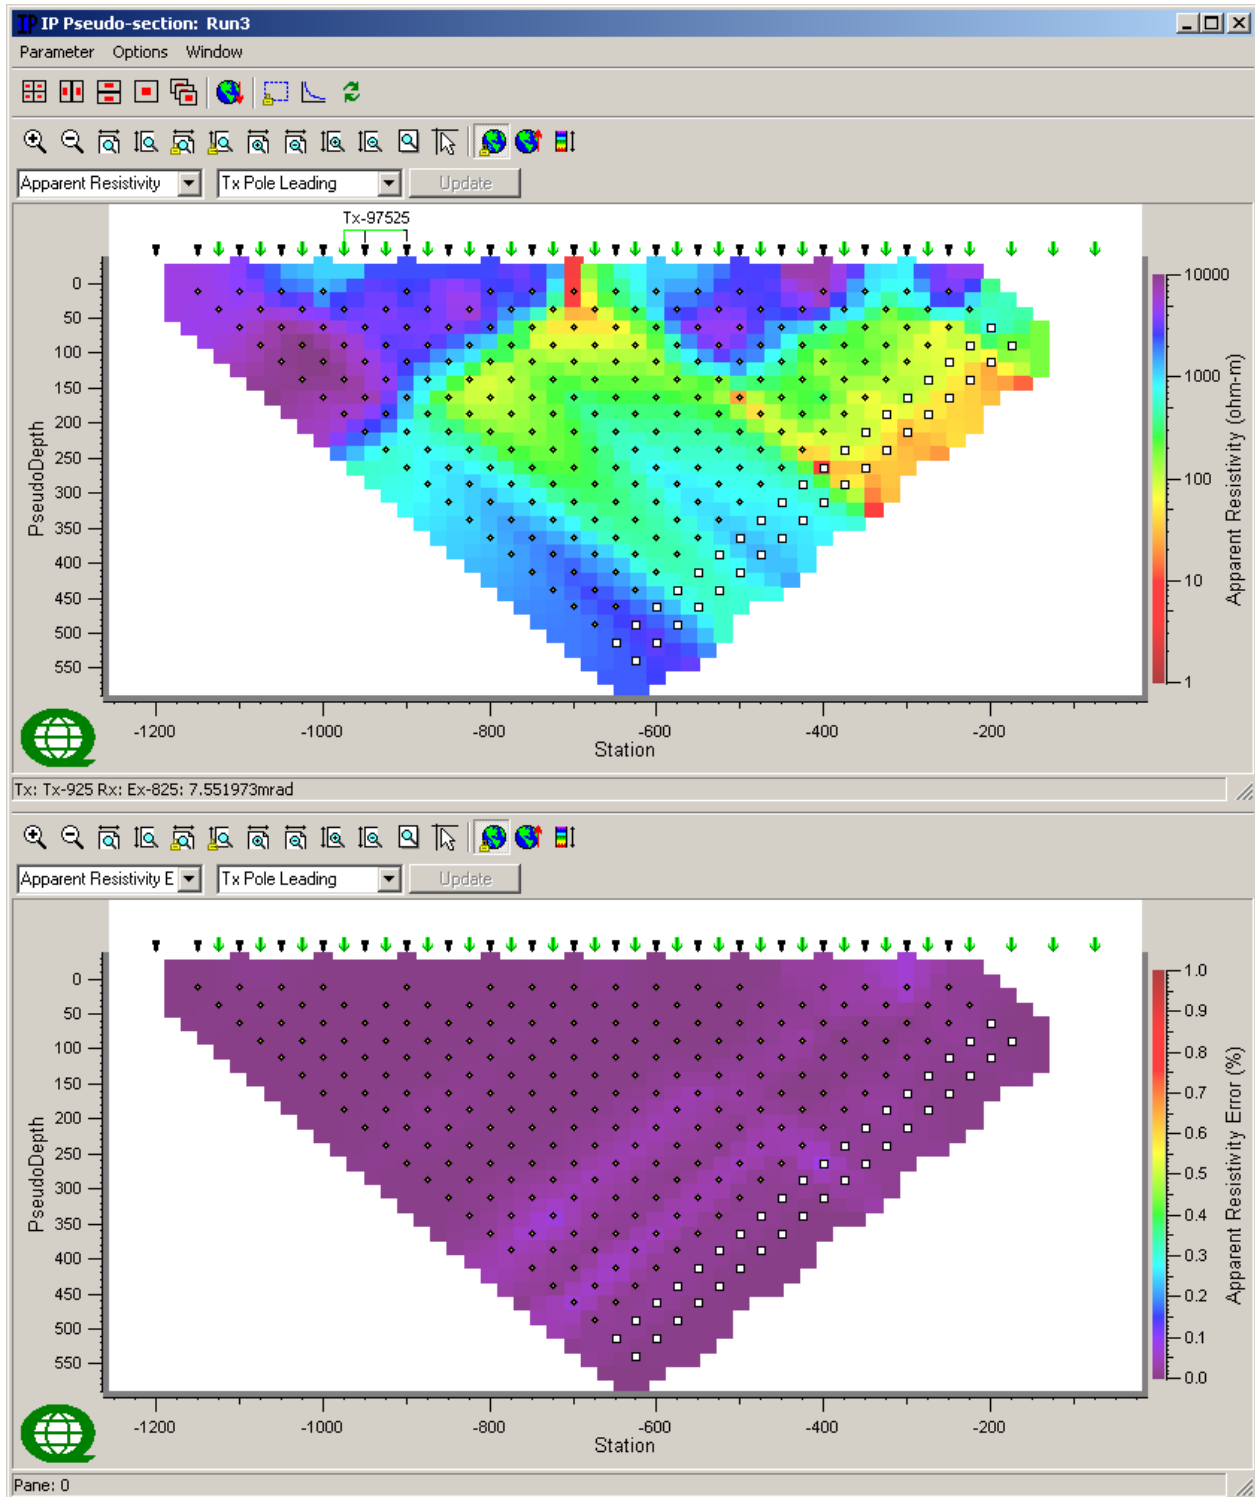 IP IP Pseudo-section: Run3
Parameter Options Window
Apparent Resistivity Tx Pole Leading Update
Tx-97525
0
50
100
150
200
250
300
350
400
450
500
550
PseudoDepth
-1200 -1000 -800 -600 -400 -200
Station
10000
1000
100
10
1
Apparent Resistivity (ohm-m)
Tx: Tx-925 Rx: Ex-825: 7.551973mrad
Apparent Resistivity E Tx Pole Leading Update
0
50
100
150
200
250
300
350
400
450
500
550
PseudoDepth
-1200 -1000 -800 -600 -400 -200
Station
1.0
0.9
0.8
0.7
0.6
0.5
0.4
0.3
0.2
0.1
0.0
Apparent Resistivity Error (%)
Pane: 0